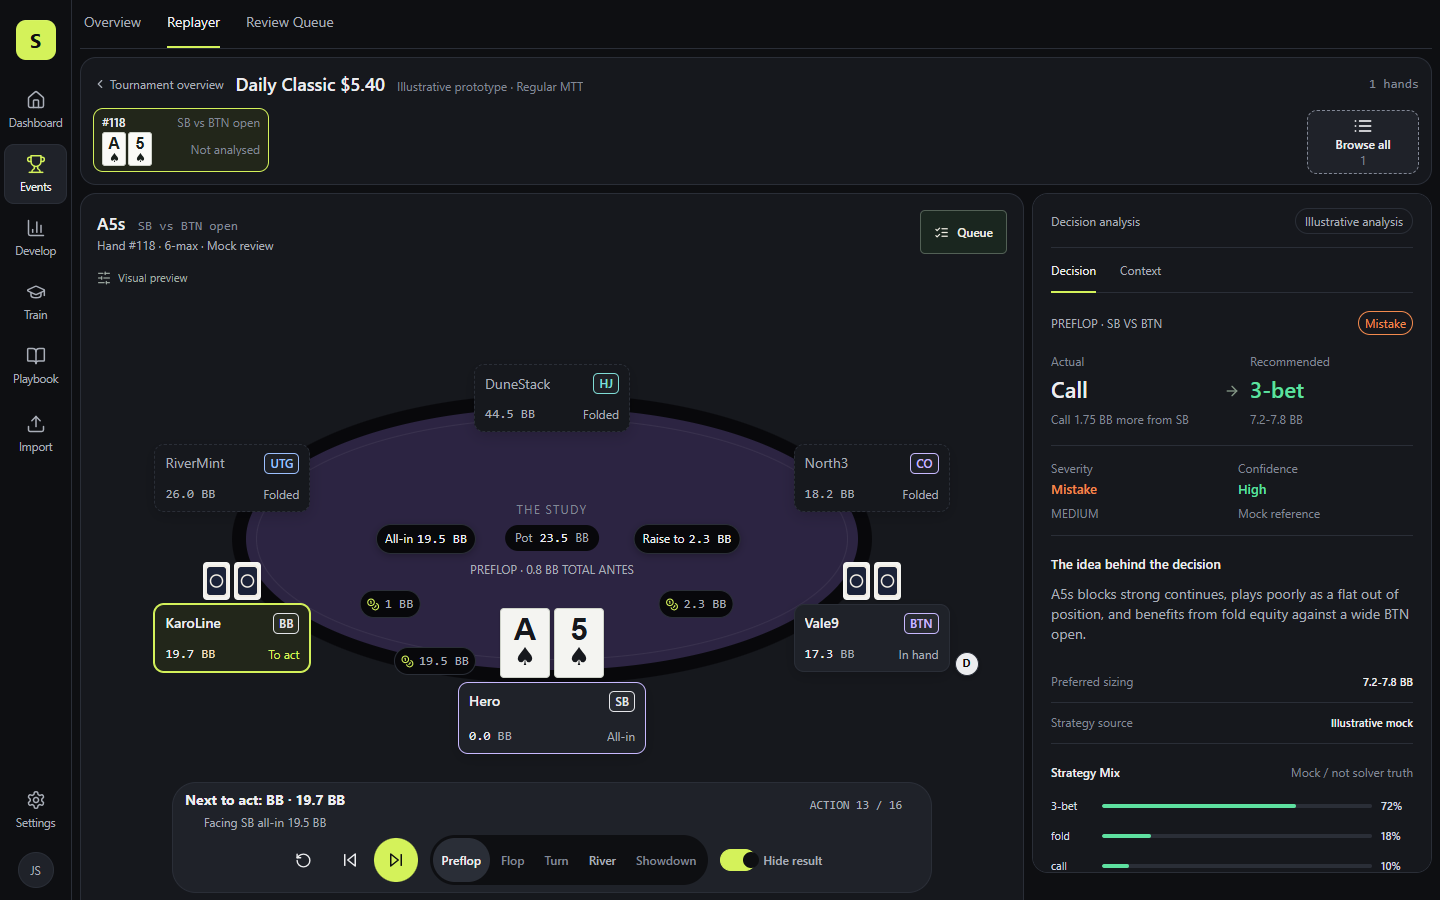 S
Dashboard
Events
Develop
Train
Playbook
Import
Settings
JS
Overview Replayer Review Queue
Tournament overview Daily Classic $5.40 Illustrative prototype · Regular MTT 1 hands
#118 SB vs BTN open
A 5 Not analysed
Browse all
1
A5s SB vs BTN open
Hand #118 · 6-max · Mock review
Queue
Visual preview
DuneStack HJ
44.5 BB Folded
RiverMint UTG
26.0 BB Folded
North3 CO
18.2 BB Folded
THE STUDY
All-in 19.5 BB Pot 23.5 BB Raise to 2.3 BB
PREFLOP · 0.8 BB TOTAL ANTES
1 BB 2.3 BB
KaroLine BB
19.7 BB To act
A 5
Vale9 BTN
17.3 BB In hand
D
19.5 BB
Hero SB
0.0 BB All-in
Next to act: BB · 19.7 BB
Facing SB all-in 19.5 BB
ACTION 13 / 16
Preflop Flop Turn River Showdown Hide result
Decision analysis Illustrative analysis
Decision Context
PREFLOP · SB VS BTN Mistake
Actual Recommended
Call → 3-bet
Call 1.75 BB more from SB 7.2-7.8 BB
Severity Confidence
Mistake High
MEDIUM Mock reference
The idea behind the decision
A5s blocks strong continues, plays poorly as a flat out of
position, and benefits from fold equity against a wide BTN
open.
Preferred sizing 7.2-7.8 BB
Strategy source Illustrative mock
Strategy Mix Mock / not solver truth
3-bet 72%
fold 18%
call 10%